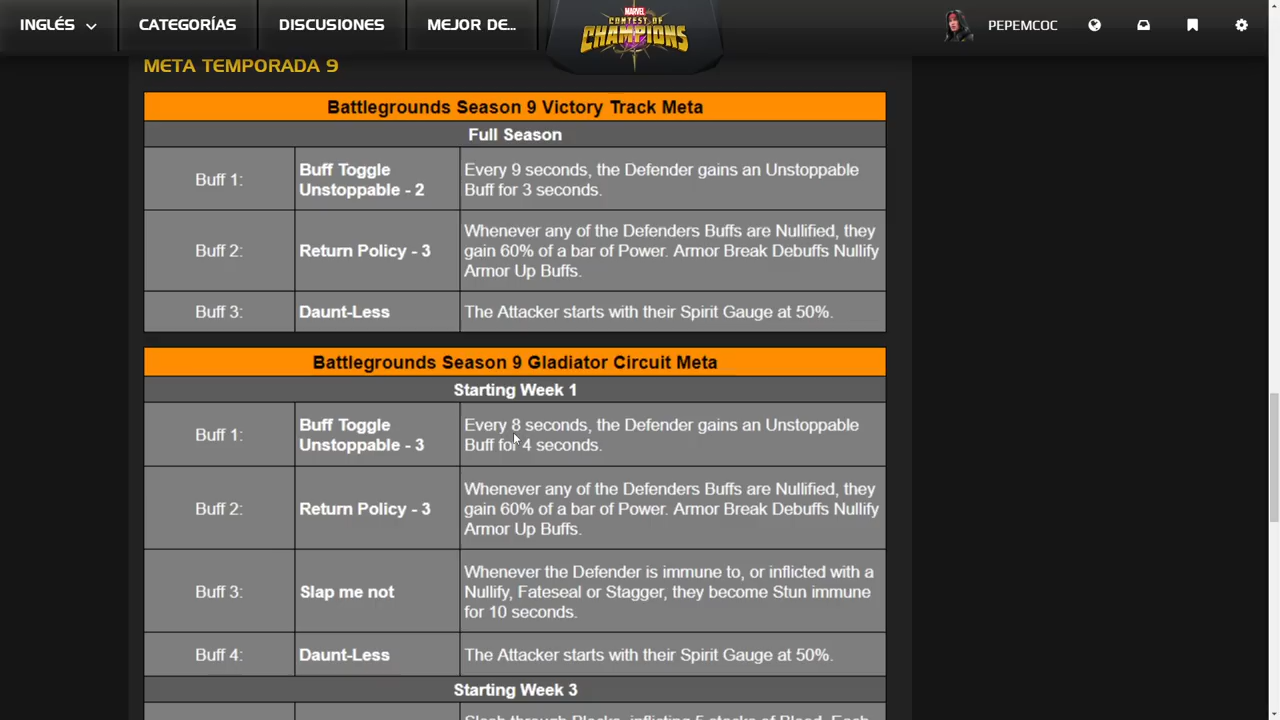 INGLÉS CATEGORÍAS DISCUSIONES MEJOR DE... MARVEL CONTEST OF CHAMPIONS PEPEMCOC
META TEMPORADA 9
Battlegrounds Season 9 Victory Track Meta
Full Season
Buff 1:
Buff Toggle
Unstoppable - 2
Every 9 seconds, the Defender gains an Unstoppable
Buff for 3 seconds.
Buff 2:
Return Policy - 3
Whenever any of the Defenders Buffs are Nullified, they
gain 60% of a bar of Power. Armor Break Debuffs Nullify
Armor Up Buffs.
Buff 3:
Daunt-Less
The Attacker starts with their Spirit Gauge at 50%.
Battlegrounds Season 9 Gladiator Circuit Meta
Starting Week 1
Buff 1:
Buff Toggle
Unstoppable - 3
Every 8 seconds, the Defender gains an Unstoppable
Buff for 4 seconds.
Buff 2:
Return Policy - 3
Whenever any of the Defenders Buffs are Nullified, they
gain 60% of a bar of Power. Armor Break Debuffs Nullify
Armor Up Buffs.
Buff 3:
Slap me not
Whenever the Defender is immune to, or inflicted with a
Nullify, Fateseal or Stagger, they become Stun immune
for 10 seconds.
Buff 4:
Daunt-Less
The Attacker starts with their Spirit Gauge at 50%.
Starting Week 3